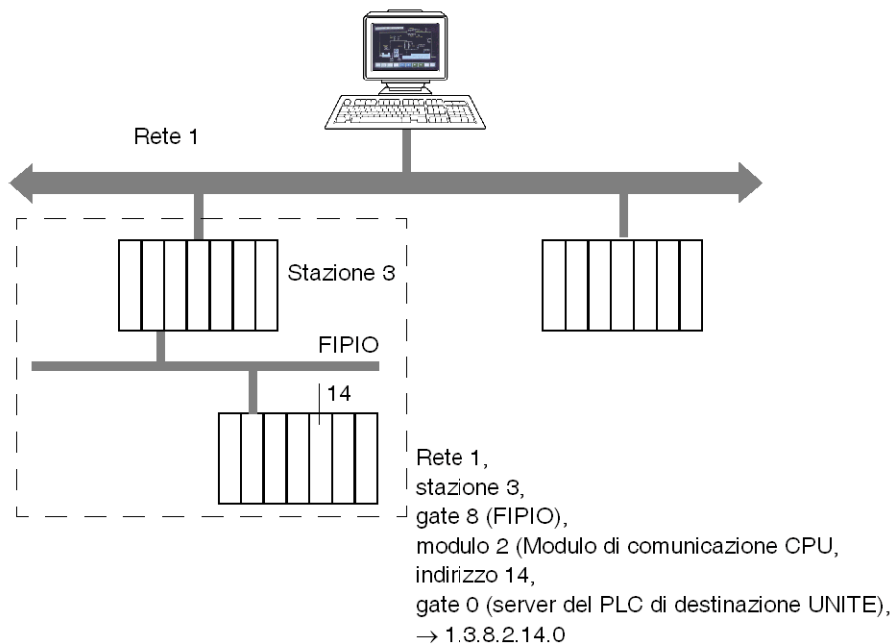 Rete 1
Stazione 3
FIPIO
14
Rete 1,
stazione 3,
gate 8 (FIPIO),
modulo 2 (Modulo di comunicazione CPU,
indirizzo 14,
gate 0 (server del PLC di destinazione UNITE),
→ 1.3.8.2.14.0